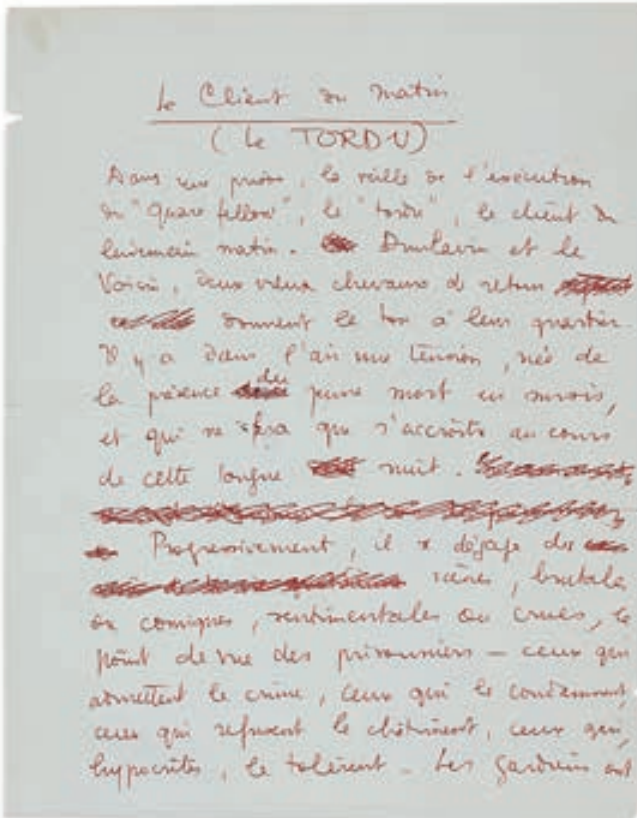 Le Client du matin
(Le TORDU)
Dans une prison, la veille de l'exécution
du "quare fellow", le "tordu", le client du
lendemain matin. Dunlavin et le
Voisin, deux vieux chevaux de retour
donnent le ton à leur quartier.
Il y a dans l'air une tension, née de
la présence du jeune mort en sursis,
et qui ne fera que s'accroître au cours
de cette longue nuit.
Progressivement, il se dégage des
scènes, brutales
ou comiques, sentimentales ou crues, le
point de vue des prisonniers — ceux qui
admettent le crime, ceux qui le condamnent,
ceux qui refusent le châtiment, ceux qui,
hypocrites, le tolèrent. Les gardiens ont